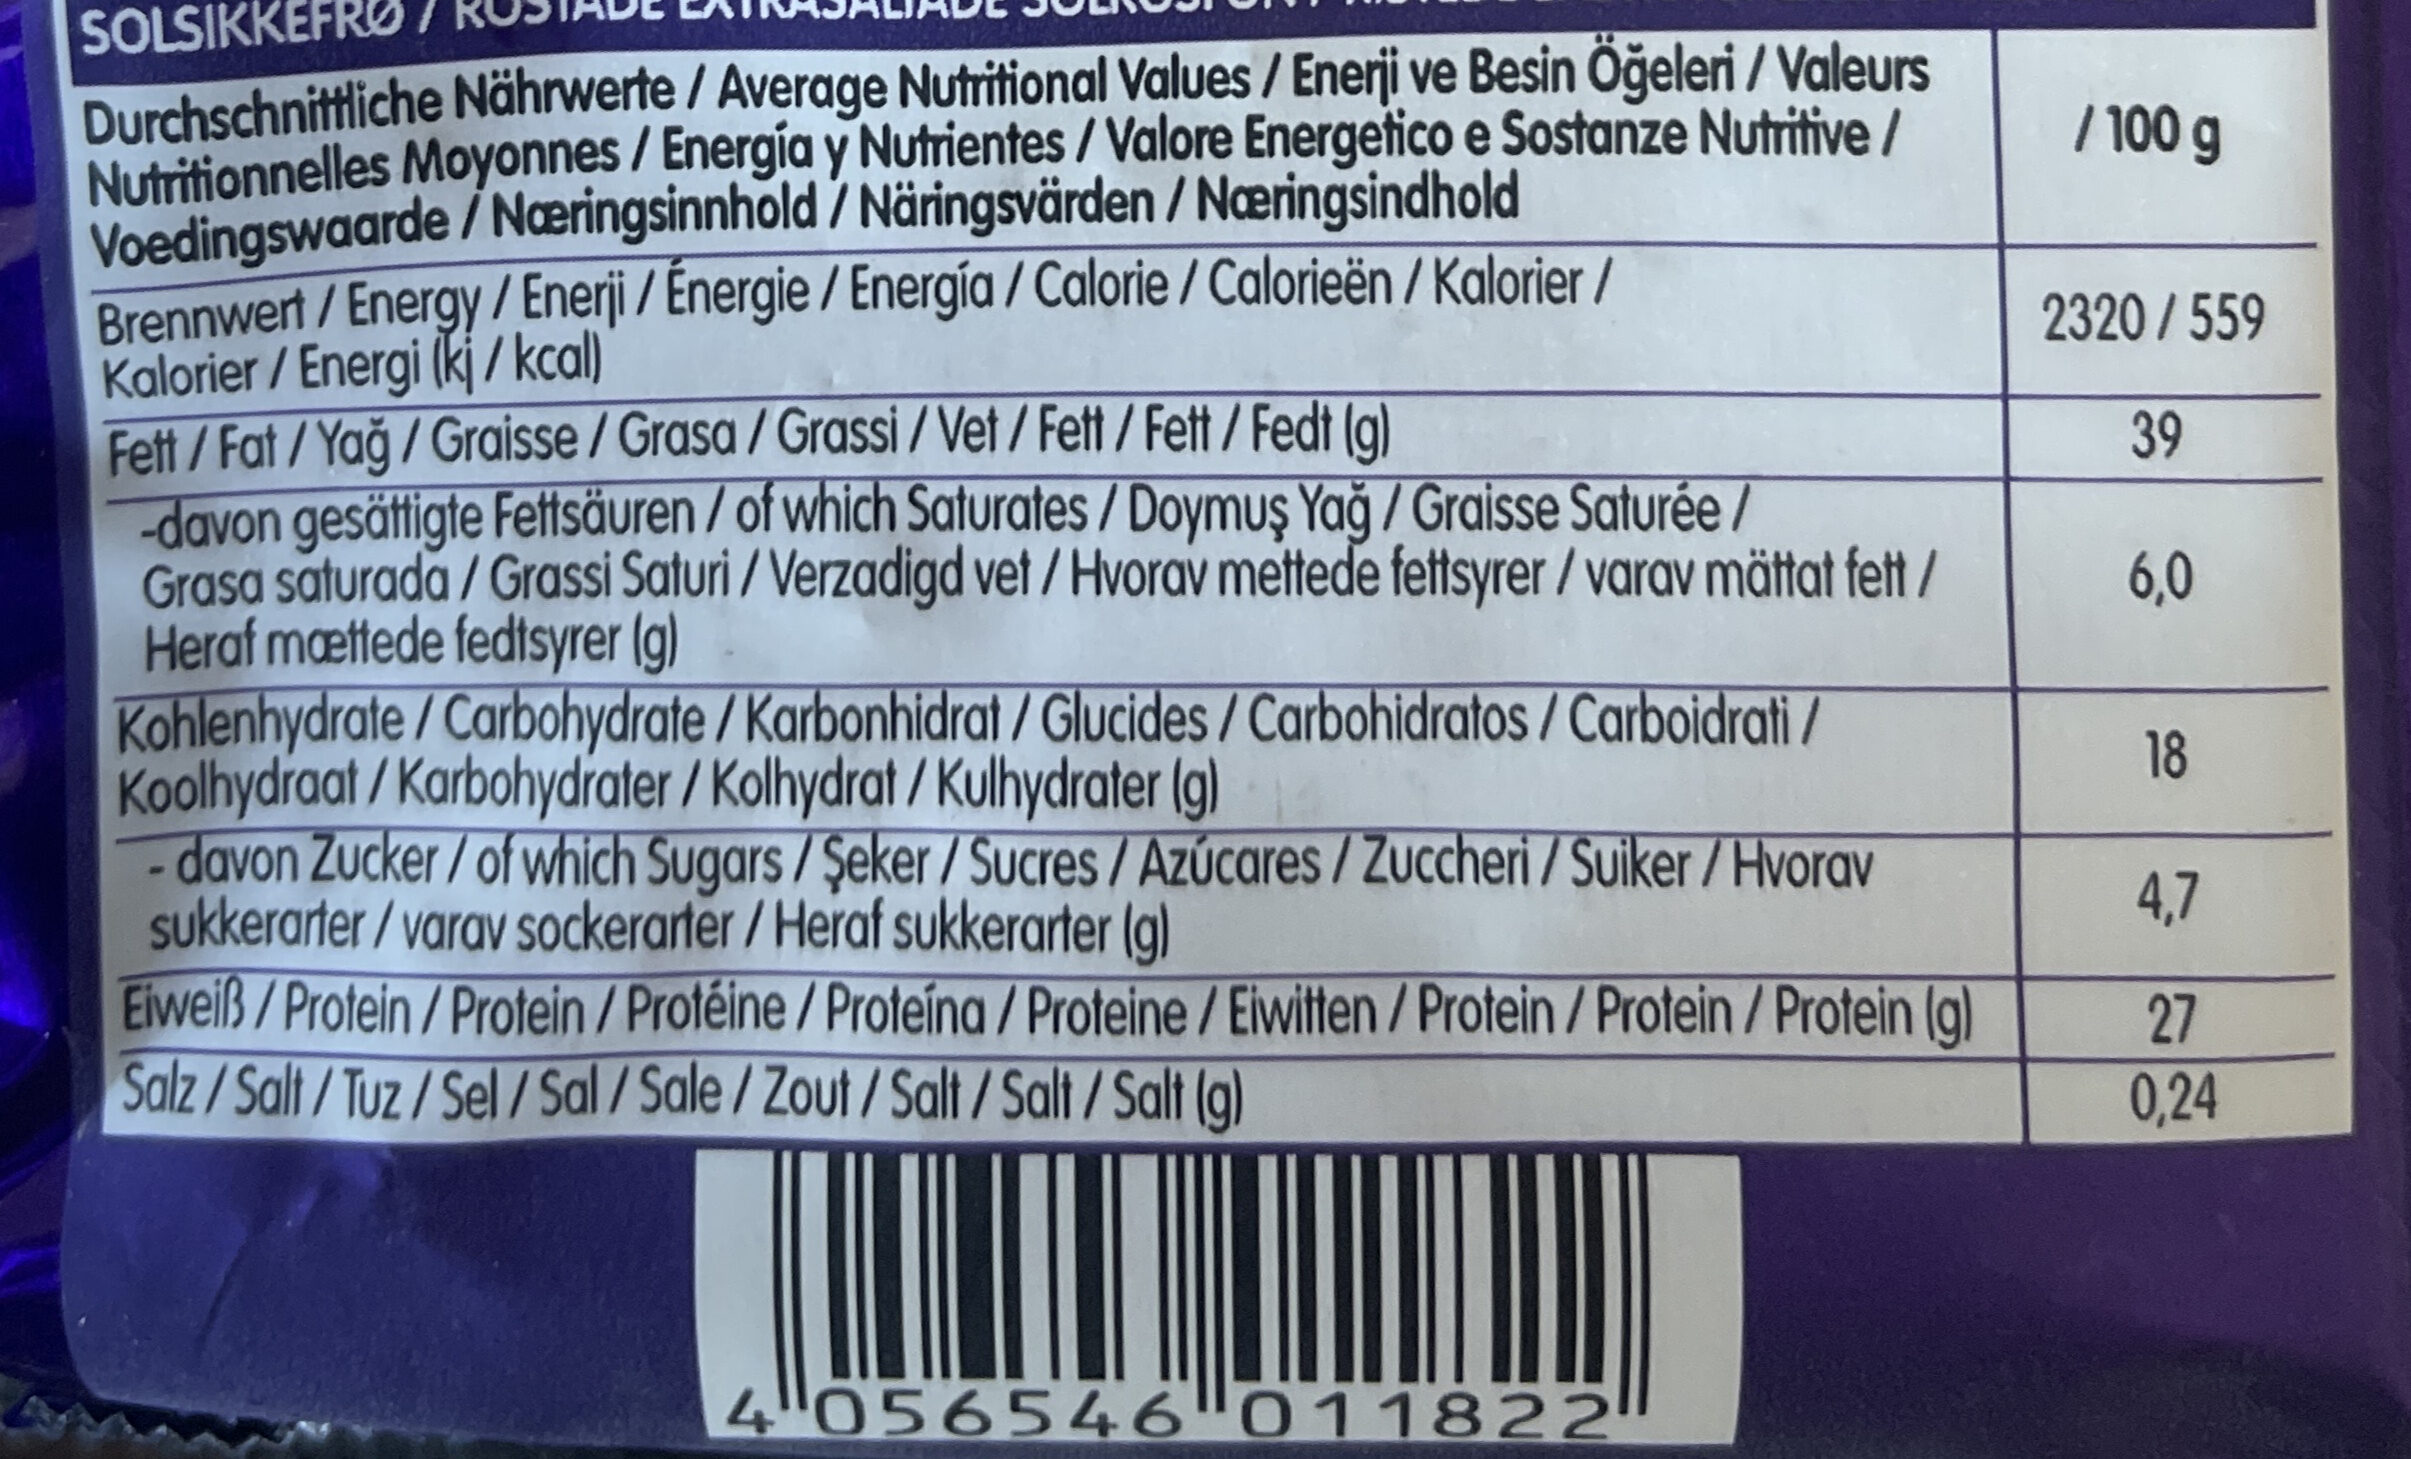 SOLSIKKEFRØ /
Durchschnittliche Nährwerte / Average Nutritional Values / Enerji ve Besin Öğeleri / Valeurs
Nutritionnelles Moyonnes / Energía y Nutrientes / Valore Energetico e Sostanze Nutritive /
Voedingswaarde / Næringsinnhold / Näringsvärden / Næringsindhold
/ 100 g
Brennwert / Energy / Enerji / Énergie / Energía / Calorie / Calorieën / Kalorier /
Kalorier / Energi (kj / kcal)
2320 / 559
Fett / Fat / Yağ / Graisse / Grasa / Grassi / Vet / Fett / Fett / Fedt (g)
39
-davon gesättigte Fettsäuren / of which Saturates / Doymuş Yağ / Graisse Saturée /
Grasa saturada / Grassi Saturi / Verzadigd vet / Hvorav mettede fettsyrer / varav mättat fett /
Heraf mættede fedtsyrer (g)
6,0
Kohlenhydrate / Carbohydrate / Karbonhidrat / Glucides / Carbohidratos / Carboidrati /
Koolhydraat / Karbohydrater / Kolhydrat / Kulhydrater (g)
18
- davon Zucker / of which Sugars / Şeker / Sucres / Azúcares / Zuccheri / Suiker / Hvorav
sukkerarter / varav sockerarter / Heraf sukkerarter (g)
4,7
Eiweiß / Protein / Protein / Protéine / Proteína / Proteine / Eiwitten / Protein / Protein / Protein (g)
27
Salz / Salt / Tuz / Sel / Sal / Sale / Zout / Salt / Salt / Salt (g)
0,24
4 056546 011822